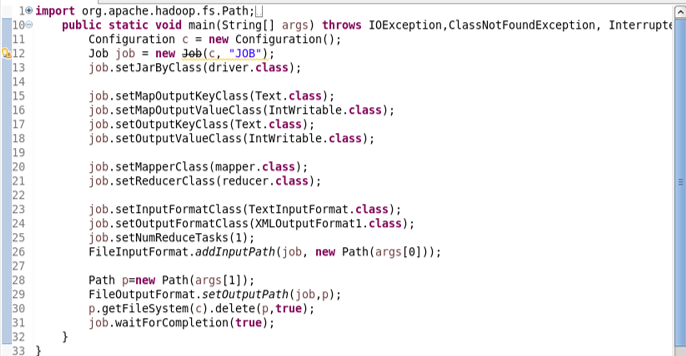 1 import org.apache.hadoop.fs.Path;
10 public static void main(String[] args) throws IOException,ClassNotFoundException, Interrupte
11 Configuration c = new Configuration();
12 Job job = new Job(c, "JOB");
13 job.setJarByClass(driver.class);
14
15 job.setMapOutputKeyClass(Text.class);
16 job.setMapOutputValueClass(IntWritable.class);
17 job.setOutputKeyClass(Text.class);
18 job.setOutputValueClass(IntWritable.class);
19
20 job.setMapperClass(mapper.class);
21 job.setReducerClass(reducer.class);
22
23 job.setInputFormatClass(TextInputFormat.class);
24 job.setOutputFormatClass(XMLOutputFormat1.class);
25 job.setNumReduceTasks(1);
26 FileInputFormat.addInputPath(job, new Path(args[0]));
27
28 Path p=new Path(args[1]);
29 FileOutputFormat.setOutputPath(job,p);
30 p.getFileSystem(c).delete(p,true);
31 job.waitForCompletion(true);
32 }
33 }